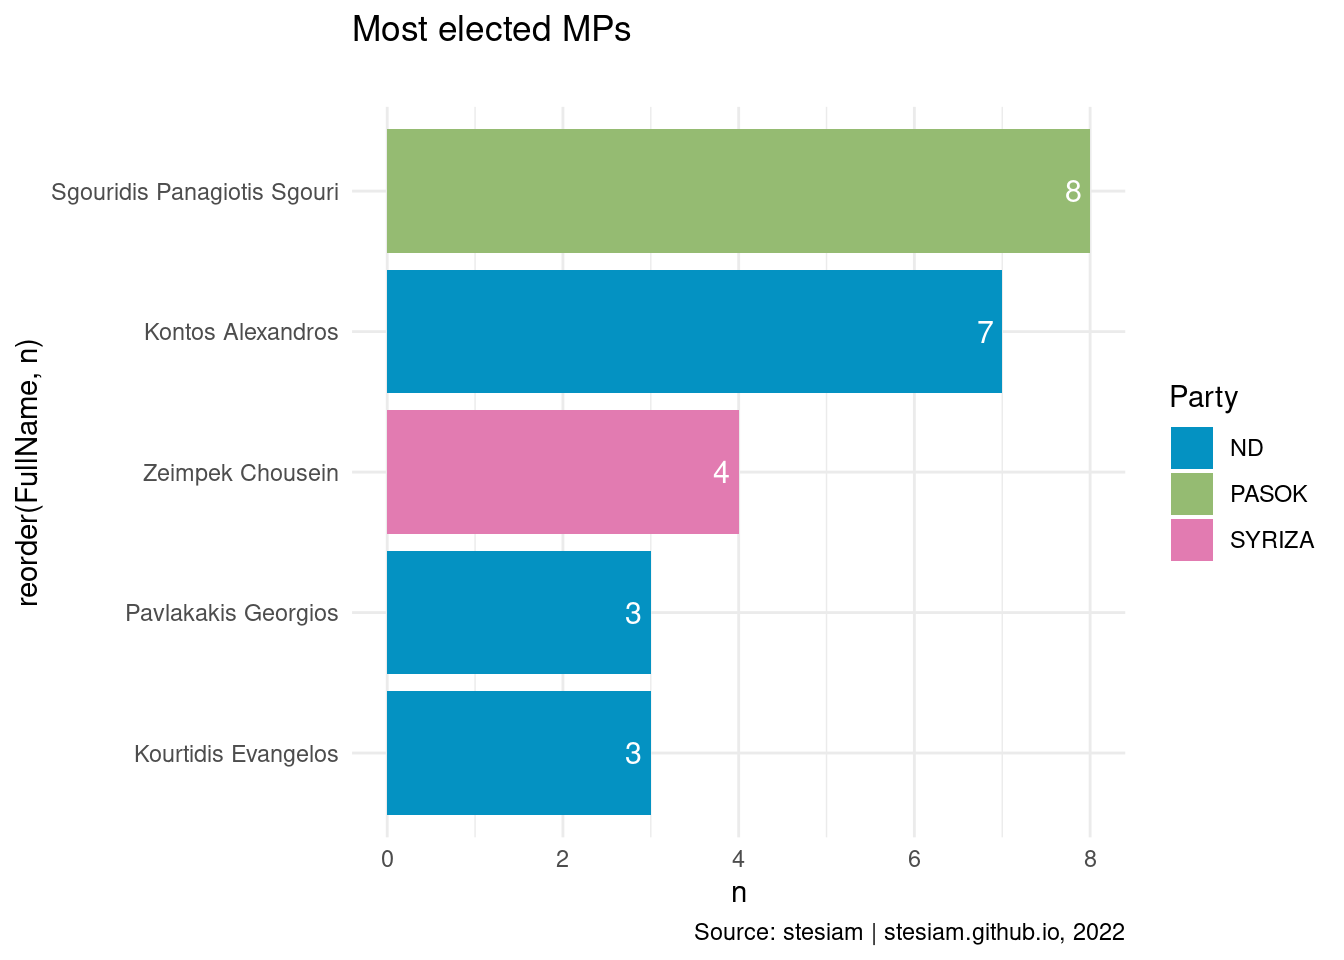 Most elected MPs
reorder(FullName, n)
Sgouridis Panagiotis Sgouri
8
Kontos Alexandros
7
Zeimpek Chousein
4
Pavlakakis Georgios
3
Kourtidis Evangelos
3
0 2 4 6 8
n
Party
ND
PASOK
SYRIZA
Source: stesiam | stesiam.github.io, 2022